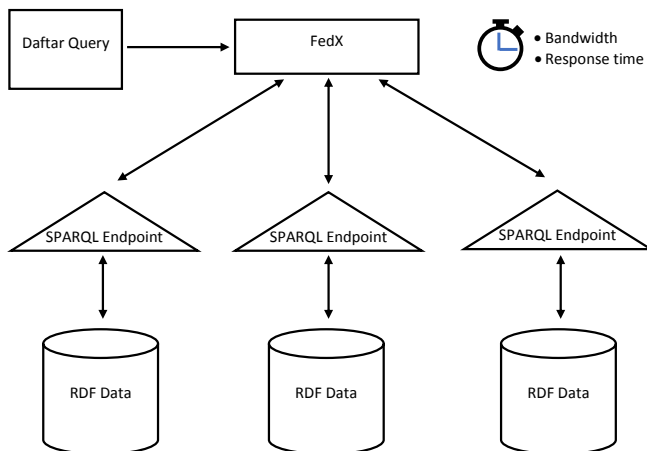 Daftar Query
FedX
• Bandwidth
• Response time
SPARQL Endpoint
SPARQL Endpoint
SPARQL Endpoint
RDF Data
RDF Data
RDF Data